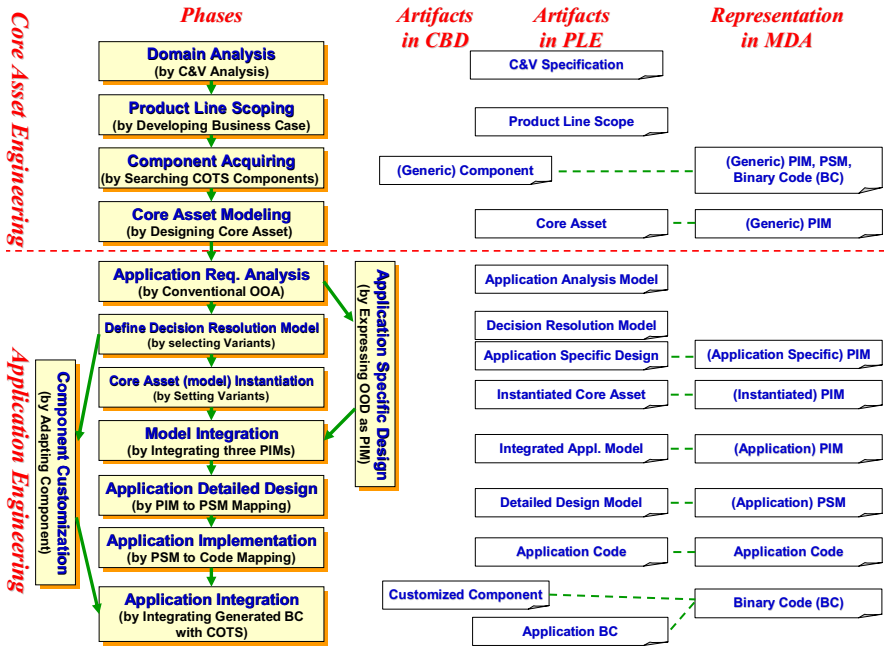 Phases
Artifacts
in CBD
Artifacts
in PLE
Representation
in MDA
Core Asset Engineering
Domain Analysis
(by C&V Analysis)
C&V Specification
Product Line Scoping
(by Developing Business Case)
Product Line Scope
Component Acquiring
(by Searching COTS Components)
(Generic) Component
(Generic) PIM, PSM,
Binary Code (BC)
Core Asset Modeling
(by Designing Core Asset)
Core Asset
(Generic) PIM
Application Engineering
Application Req. Analysis
(by Conventional OOA)
Application Analysis Model
Application Specific Design
(by Expressing OOD as PIM)
Define Decision Resolution Model
(by selecting Variants)
Decision Resolution Model
Application Specific Design
(Application Specific) PIM
Component Customization
(by Adapting Component)
Core Asset (model) Instantiation
(by Setting Variants)
Instantiated Core Asset
(Instantiated) PIM
Model Integration
(by Integrating three PIMs)
Integrated Appl. Model
(Application) PIM
Application Detailed Design
(by PIM to PSM Mapping)
Detailed Design Model
(Application) PSM
Application Implementation
(by PSM to Code Mapping)
Application Code
Application Code
Application Integration
(by Integrating Generated BC
with COTS)
Customized Component
Binary Code (BC)
Application BC